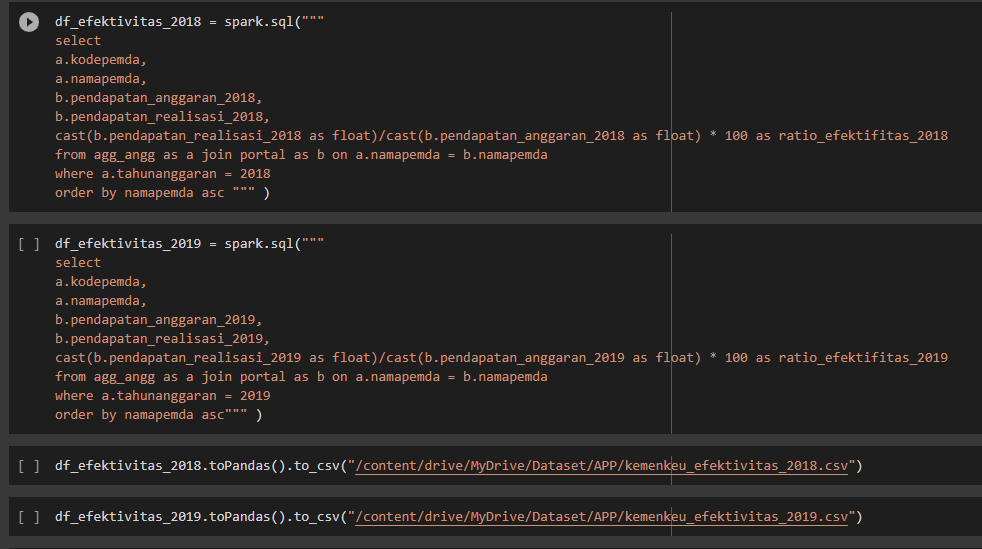 df_efektivitas_2018 = spark.sql("""
select
a.kodepemda,
a.namapemda,
b.pendapatan_anggaran_2018,
b.pendapatan_realisasi_2018,
cast(b.pendapatan_realisasi_2018 as float)/cast(b.pendapatan_anggaran_2018 as float) * 100 as ratio_efektifitas_2018
from agg_angg as a join portal as b on a.namapemda = b.namapemda
where a.tahunanggaran = 2018
order by namapemda asc """ )
[ ] df_efektivitas_2019 = spark.sql("""
select
a.kodepemda,
a.namapemda,
b.pendapatan_anggaran_2019,
b.pendapatan_realisasi_2019,
cast(b.pendapatan_realisasi_2019 as float)/cast(b.pendapatan_anggaran_2019 as float) * 100 as ratio_efektifitas_2019
from agg_angg as a join portal as b on a.namapemda = b.namapemda
where a.tahunanggaran = 2019
order by namapemda asc""" )
[ ] df_efektivitas_2018.toPandas().to_csv("/content/drive/MyDrive/Dataset/APP/kemenkeu_efektivitas_2018.csv")
[ ] df_efektivitas_2019.toPandas().to_csv("/content/drive/MyDrive/Dataset/APP/kemenkeu_efektivitas_2019.csv")